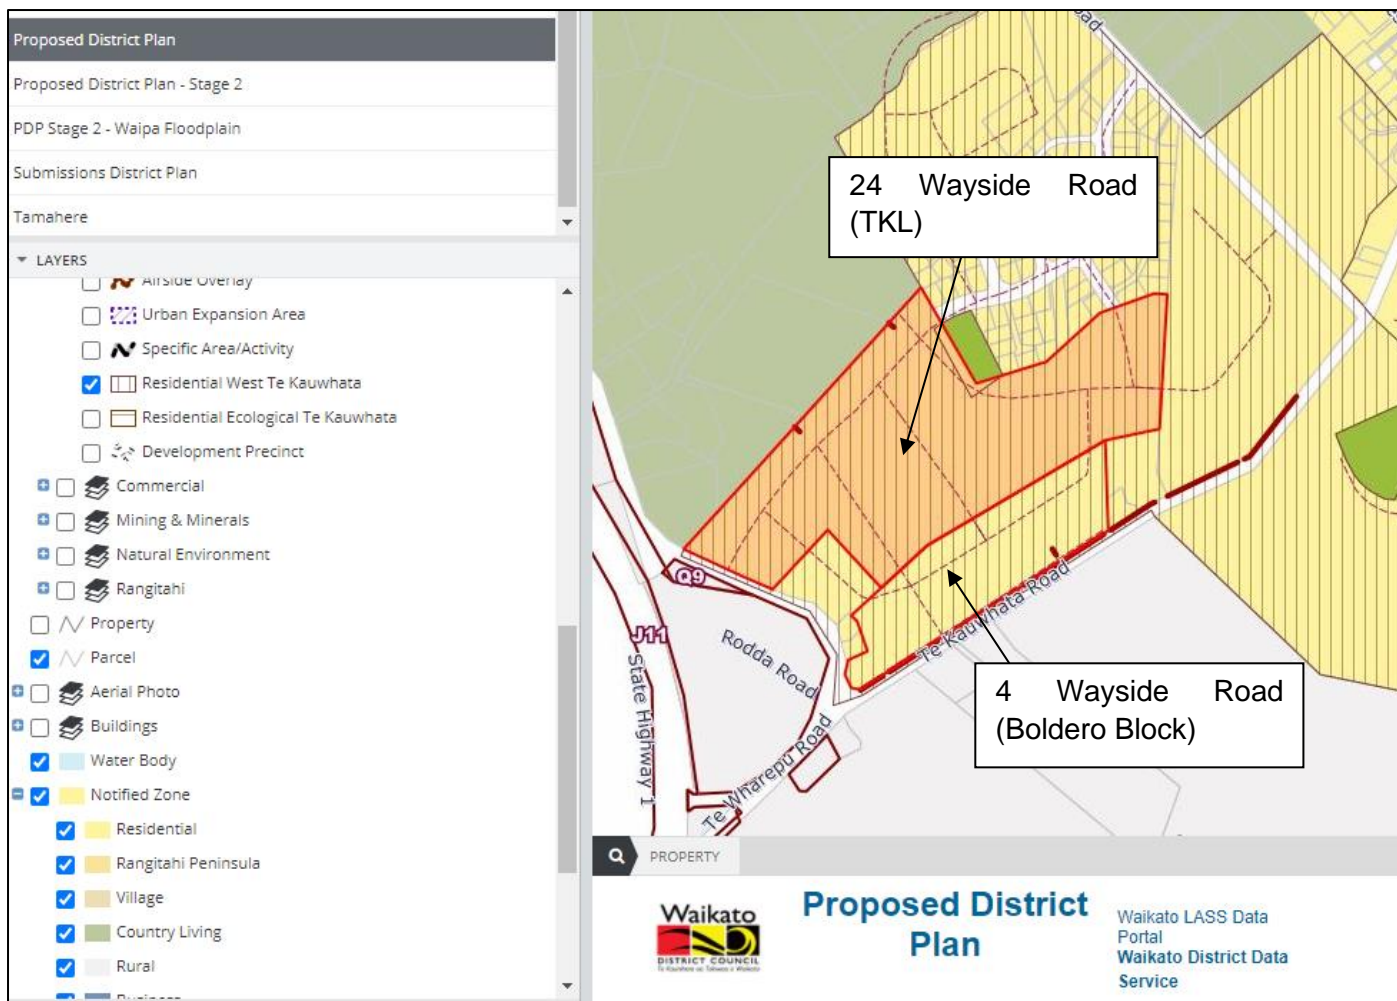 Proposed District Plan
Proposed District Plan - Stage 2
PDP Stage 2 - Waipa Floodplain
Submissions District Plan
Tamahere
LAYERS
Airside Overlay
Urban Expansion Area
Specific Area/Activity
Residential West Te Kauwhata
Residential Ecological Te Kauwhata
Development Precinct
Commercial
Mining & Minerals
Natural Environment
Rangitahi
Property
Parcel
Aerial Photo
Buildings
Water Body
Notified Zone
Residential
Rangitahi Peninsula
Village
Country Living
Rural
Business
Road
24 Wayside Road
(TKL)
Q9
J11
Rodda Road
State Highway 1
Te Wharepu Road
Te Kauwhata Road
4 Wayside Road
(Boldero Block)
PROPERTY
Waikato
DISTRICT COUNCIL
Proposed District
Plan
Waikato LASS Data
Portal
Waikato District Data
Service